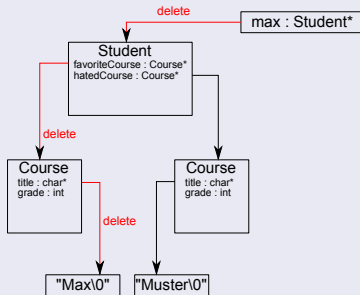 delete
max : Student*
Student
favoriteCourse : Course*
hatedCourse : Course*
delete
Course
title : char*
grade : int
Course
title : char*
grade : int
delete
"Max\0"
"Muster\0"